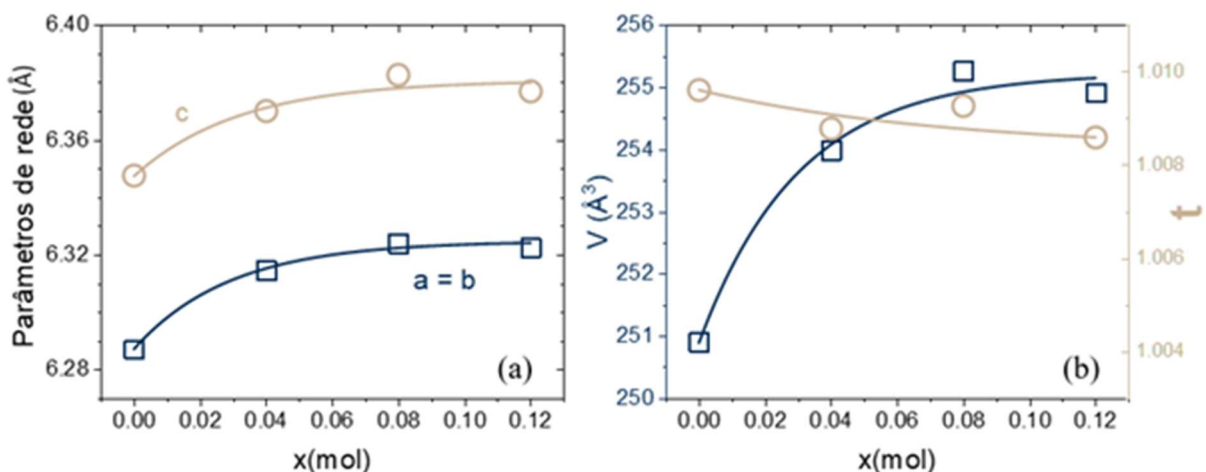 6.40
6.36
6.32
6.28
Parâmetros de rede(Å)
c
a = b
(a)
0.00 0.02 0.04 0.06 0.08 0.10 0.12
x(mol)
256
255
254
253
252
251
250
V (Å³)
(b)
0.00 0.02 0.04 0.06 0.08 0.10 0.12
x(mol)
1.010
1.008
1.006
1.004
t